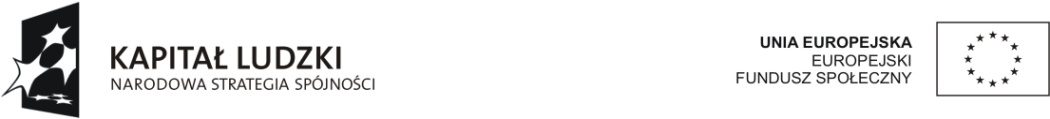 KAPITAŁ LUDZKI
NARODOWA STRATEGIA SPÓJNOŚCI
UNIA EUROPEJSKA
EUROPEJSKI
FUNDUSZ SPOŁECZNY